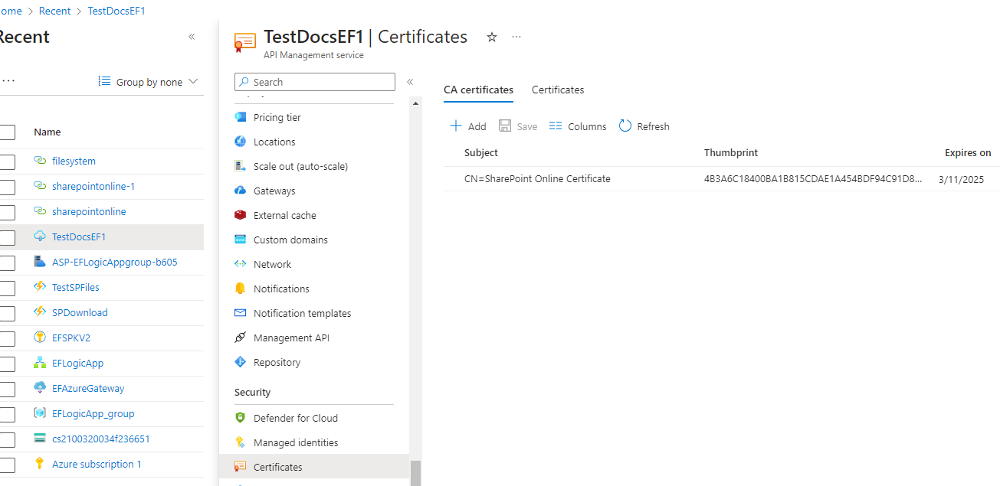 ome > Recent > TestDocsEF1
Recent
«
...
Group by none
Name
filesystem
sharepointonline-1
sharepointonline
TestDocsEF1
ASP-EFLogicAppgroup-b605
TestSPFiles
SPDownload
EFSPKV2
EFLogicApp
EFAzureGateway
EFLogicApp_group
cs2100320034f236651
Azure subscription 1
TestDocsEF1 | Certificates
...
API Management service
Search
«
Pricing tier
Locations
Scale out (auto-scale)
Gateways
External cache
Custom domains
Network
Notifications
Notification templates
Management API
Repository
Security
Defender for Cloud
Managed identities
Certificates
CA certificates Certificates
Add Save Columns Refresh
Subject Thumbprint Expires on
CN=SharePoint Online Certificate 4B3A6C18400BA1B815CDAE1A454BDF94C91D8... 3/11/2025